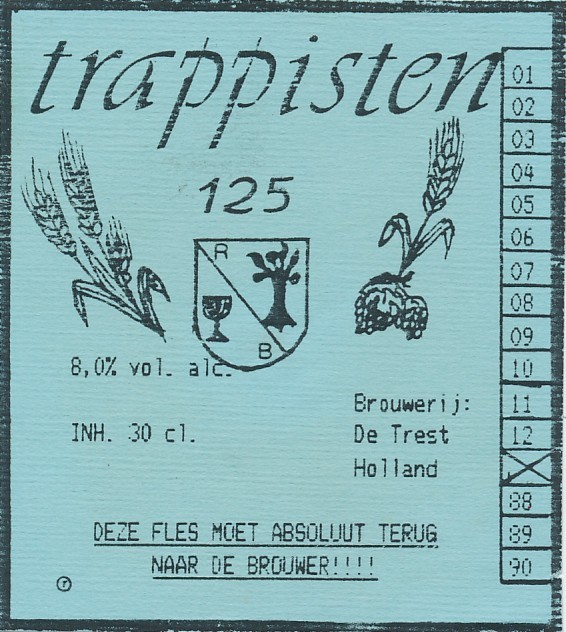 trappisten
125
R
B
8,0% vol. alc.
INH. 30 cl.
Brouwerij:
De Trest
Holland
DEZE FLES MOET ABSOLUUT TERUG
NAAR DE BROUWER!!!!
01
02
03
04
05
06
07
08
09
10
11
12
88
89
90